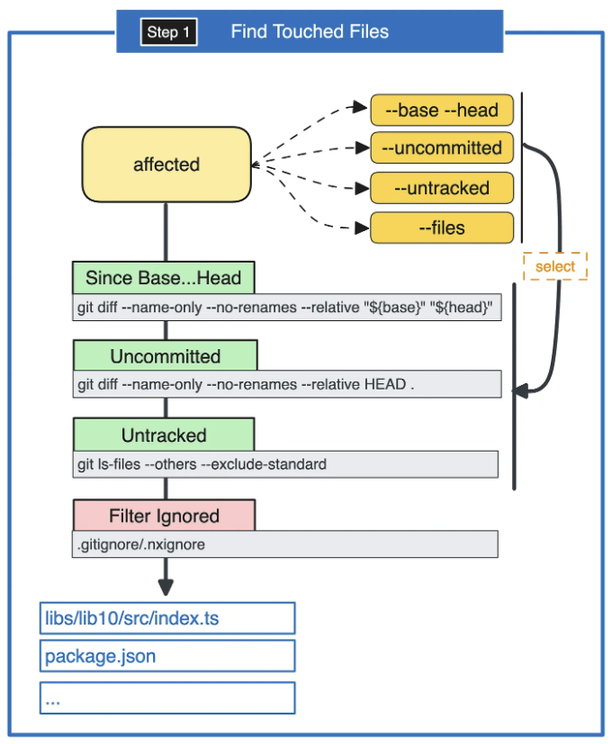 Step 1
Find Touched Files
affected
--base --head
--uncommitted
--untracked
--files
select
Since Base...Head
git diff --name-only --no-renames --relative "${base}" "${head}"
Uncommitted
git diff --name-only --no-renames --relative HEAD .
Untracked
git ls-files --others --exclude-standard
Filter Ignored
.gitignore/.nxignore
libs/lib10/src/index.ts
package.json
...